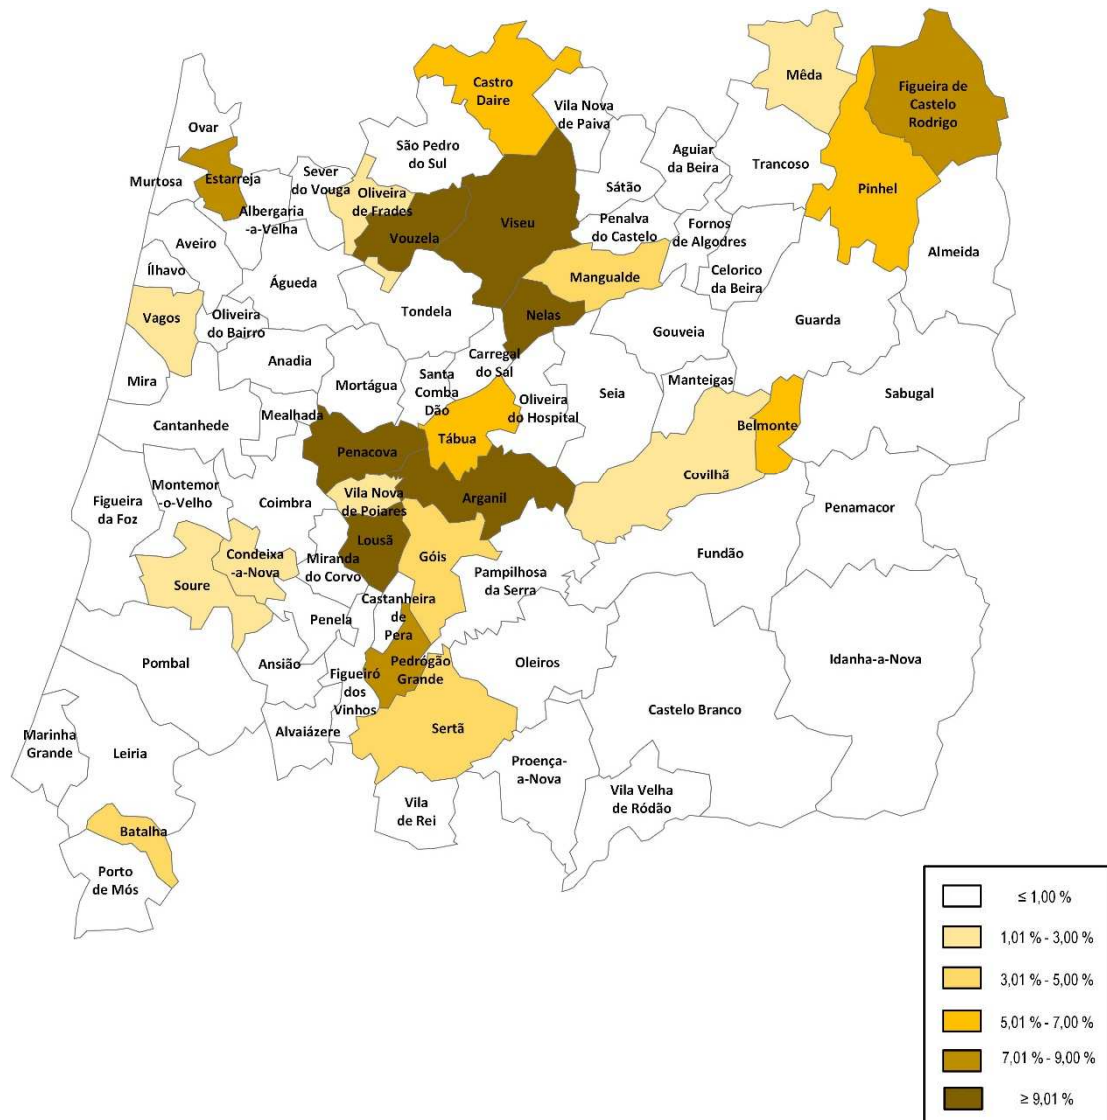 Castro
Daire
Mêda
Figueira de
Castelo
Rodrigo
Vila Nova
de Paiva
Ovar
São Pedro
do Sul
Aguiar
da Beira
Trancoso
Murtosa
Estarreja
Sever
do Vouga
Oliveira
de Frades
Sátão
Pinhel
Albergaria
-a-Velha
Viseu
Penalva
do Castelo
Fornos
de Algodres
Vouzela
Aveiro
Almeida
Ílhavo
Águeda
Mangualde
Celorico
da Beira
Vagos
Oliveira
do Bairro
Tondela
Nelas
Gouveia
Guarda
Anadia
Carregal
do Sal
Mira
Mortágua
Santa
Comba
Dão
Oliveira
do Hospital
Seia
Manteigas
Sabugal
Cantanhede
Mealhada
Tábua
Belmonte
Penacova
Covilhã
Figueira
da Foz
Montemor
-o-Velho
Coimbra
Vila Nova
de Poiares
Arganil
Penamacor
Lousã
Góis
Fundão
Soure
Condeixa
-a-Nova
Miranda
do Corvo
Pampilhosa
da Serra
Penela
Castanheira
de
Pera
Pombal
Ansião
Figueiró
dos
Vinhos
Pedrógão
Grande
Oleiros
Idanha-a-Nova
Marinha
Grande
Leiria
Alvaiázere
Sertã
Castelo Branco
Proença-
a-Nova
Vila Velha
de Ródão
Vila
de Rei
Batalha
Porto
de Mós
≤ 1,00 %
1,01 % - 3,00 %
3,01 % - 5,00 %
5,01 % - 7,00 %
7,01 % - 9,00 %
≥ 9,01 %